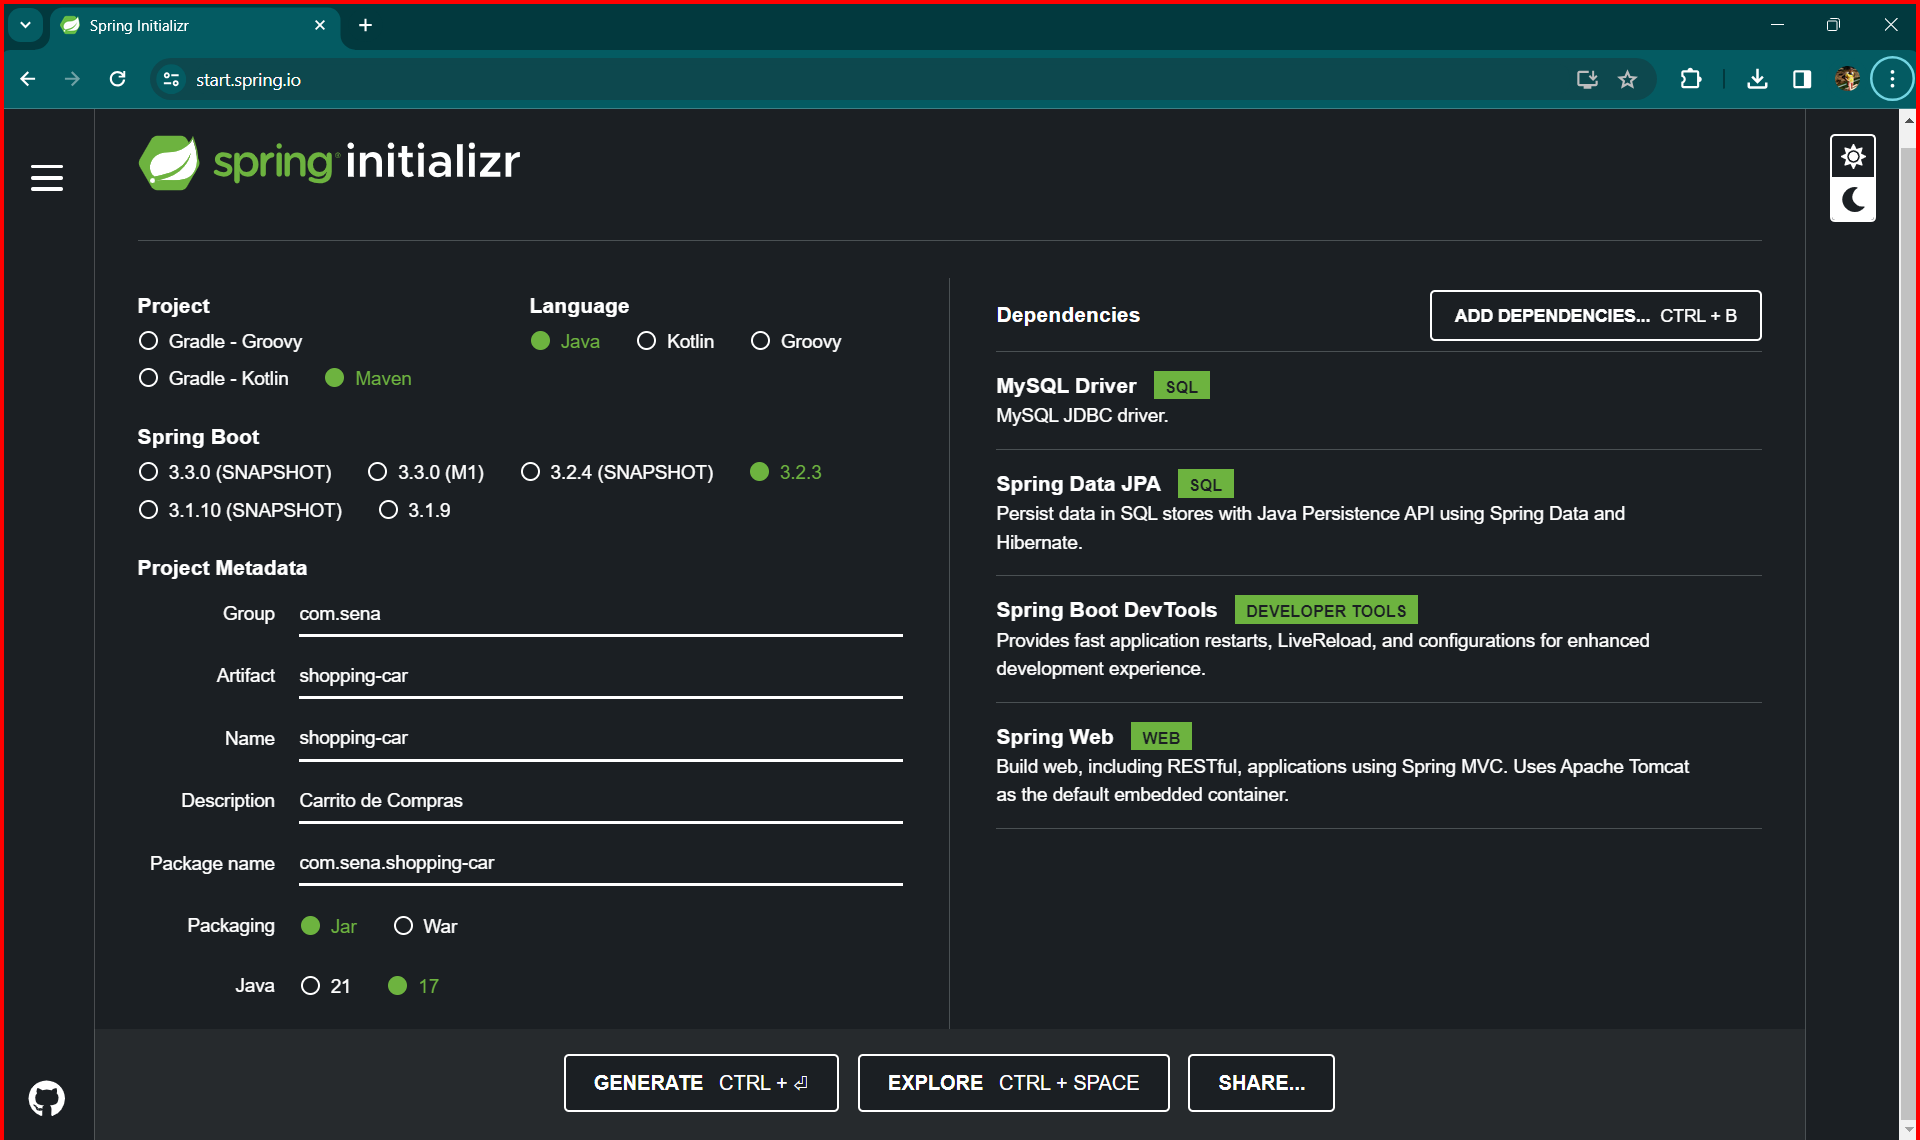 Spring Initializr
start.spring.io
spring initializr
Project
Gradle - Groovy
Gradle - Kotlin Maven
Language
Java Kotlin Groovy
Spring Boot
3.3.0 (SNAPSHOT) 3.3.0 (M1) 3.2.4 (SNAPSHOT) 3.2.3
3.1.10 (SNAPSHOT) 3.1.9
Project Metadata
Group com.sena
Artifact shopping-car
Name shopping-car
Description Carrito de Compras
Package name com.sena.shopping-car
Packaging Jar War
Java 21 17
Dependencies ADD DEPENDENCIES... CTRL + B
MySQL Driver SQL
MySQL JDBC driver.
Spring Data JPA SQL
Persist data in SQL stores with Java Persistence API using Spring Data and
Hibernate.
Spring Boot DevTools DEVELOPER TOOLS
Provides fast application restarts, LiveReload, and configurations for enhanced
development experience.
Spring Web WEB
Build web, including RESTful, applications using Spring MVC. Uses Apache Tomcat
as the default embedded container.
GENERATE CTRL + ⏎ EXPLORE CTRL + SPACE SHARE...